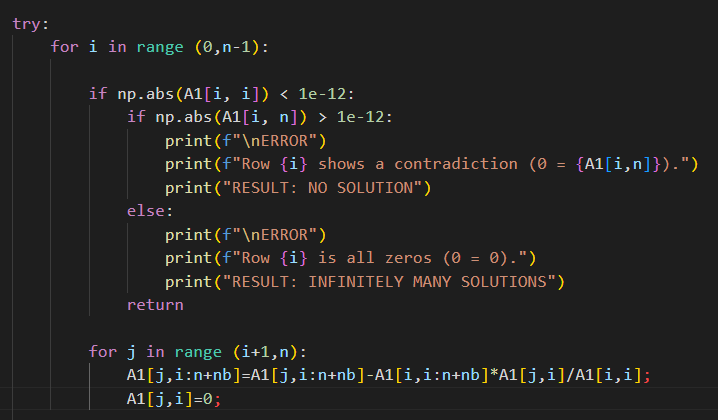 try:
    for i in range (0,n-1):

        if np.abs(A1[i, i]) < 1e-12:
            if np.abs(A1[i, n]) > 1e-12:
                print(f"\nERROR")
                print(f"Row {i} shows a contradiction (0 = {A1[i,n]}).")
                print("RESULT: NO SOLUTION")
            else:
                print(f"\nERROR")
                print(f"Row {i} is all zeros (0 = 0).")
                print("RESULT: INFINITELY MANY SOLUTIONS")
            return

        for j in range (i+1,n):
            A1[j,i:n+nb]=A1[j,i:n+nb]-A1[i,i:n+nb]*A1[j,i]/A1[i,i];
            A1[j,i]=0;